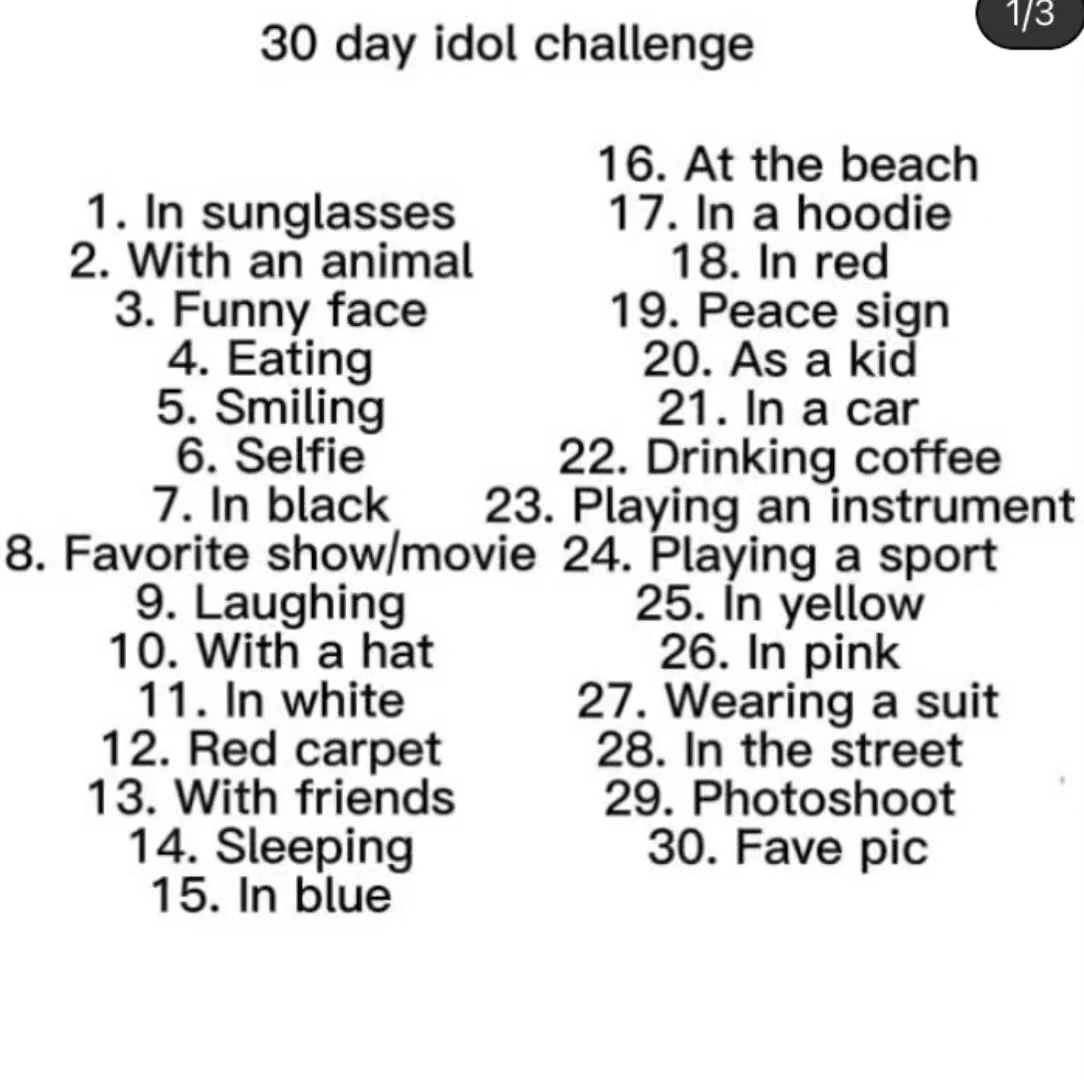 1/3
30 day idol challenge
1. In sunglasses
2. With an animal
3. Funny face
4. Eating
5. Smiling
6. Selfie
7. In black
8. Favorite show/movie
9. Laughing
10. With a hat
11. In white
12. Red carpet
13. With friends
14. Sleeping
15. In blue
16. At the beach
17. In a hoodie
18. In red
19. Peace sign
20. As a kid
21. In a car
22. Drinking coffee
23. Playing an instrument
24. Playing a sport
25. In yellow
26. In pink
27. Wearing a suit
28. In the street
29. Photoshoot
30. Fave pic